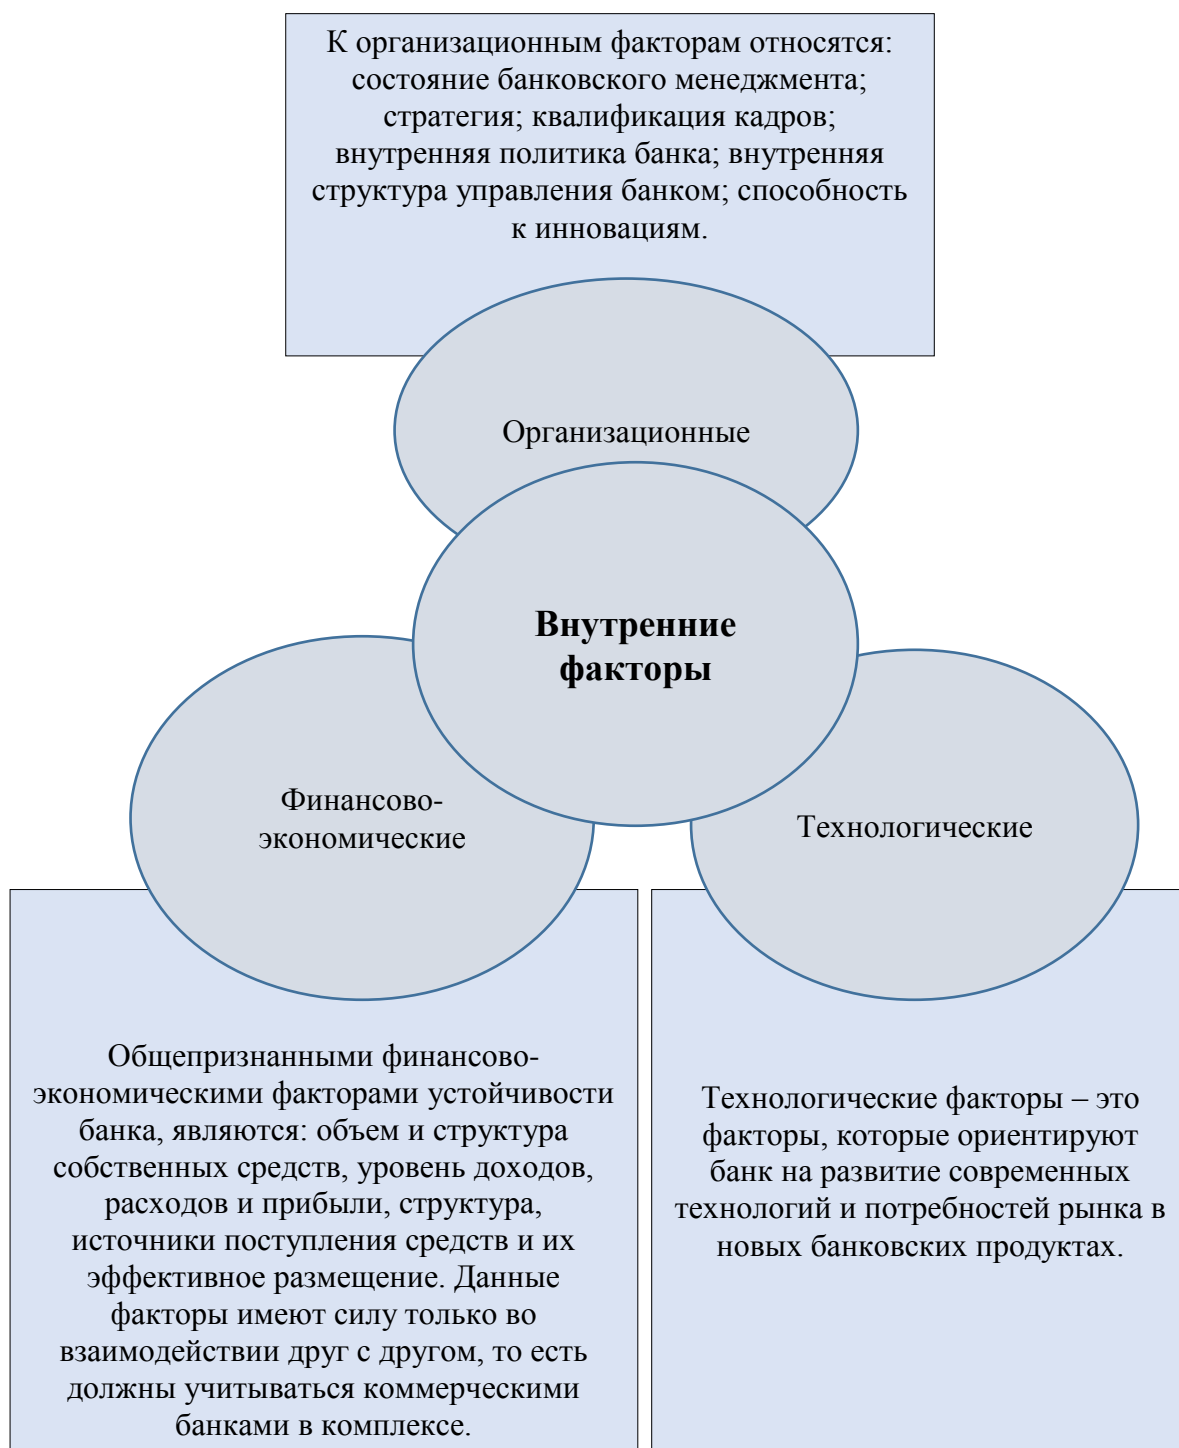 К организационным факторам относятся:
состояние банковского менеджмента;
стратегия; квалификация кадров;
внутренняя политика банка; внутренняя
структура управления банком; способность
к инновациям.
Организационные
Внутренние
факторы
Финансово-
экономические
Технологические
Общепризнанными финансово-
экономическими факторами устойчивости
банка, являются: объем и структура
собственных средств, уровень доходов,
расходов и прибыли, структура,
источники поступления средств и их
эффективное размещение. Данные
факторы имеют силу только во
взаимодействии друг с другом, то есть
должны учитываться коммерческими
банками в комплексе.
Технологические факторы – это
факторы, которые ориентируют
банк на развитие современных
технологий и потребностей рынка в
новых банковских продуктах.